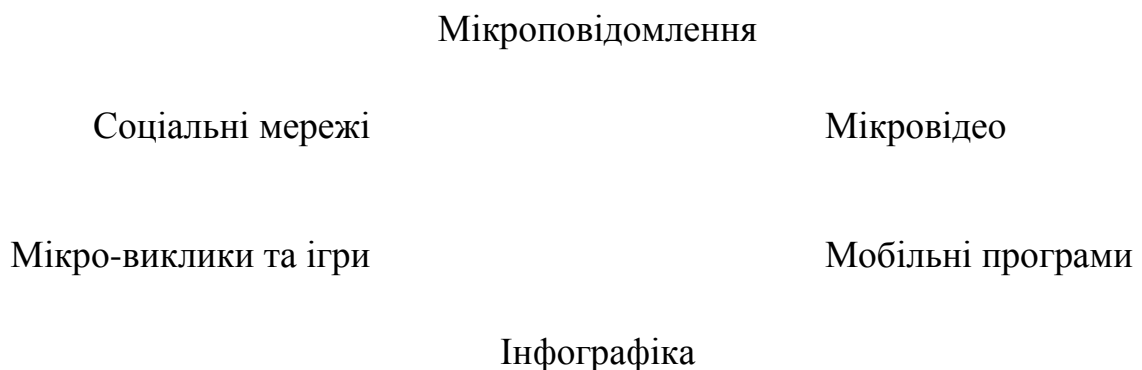 Мікроповідомлення
Соціальні мережі
Мікровідео
Мікро-виклики та ігри
Мобільні програми
Інфографіка